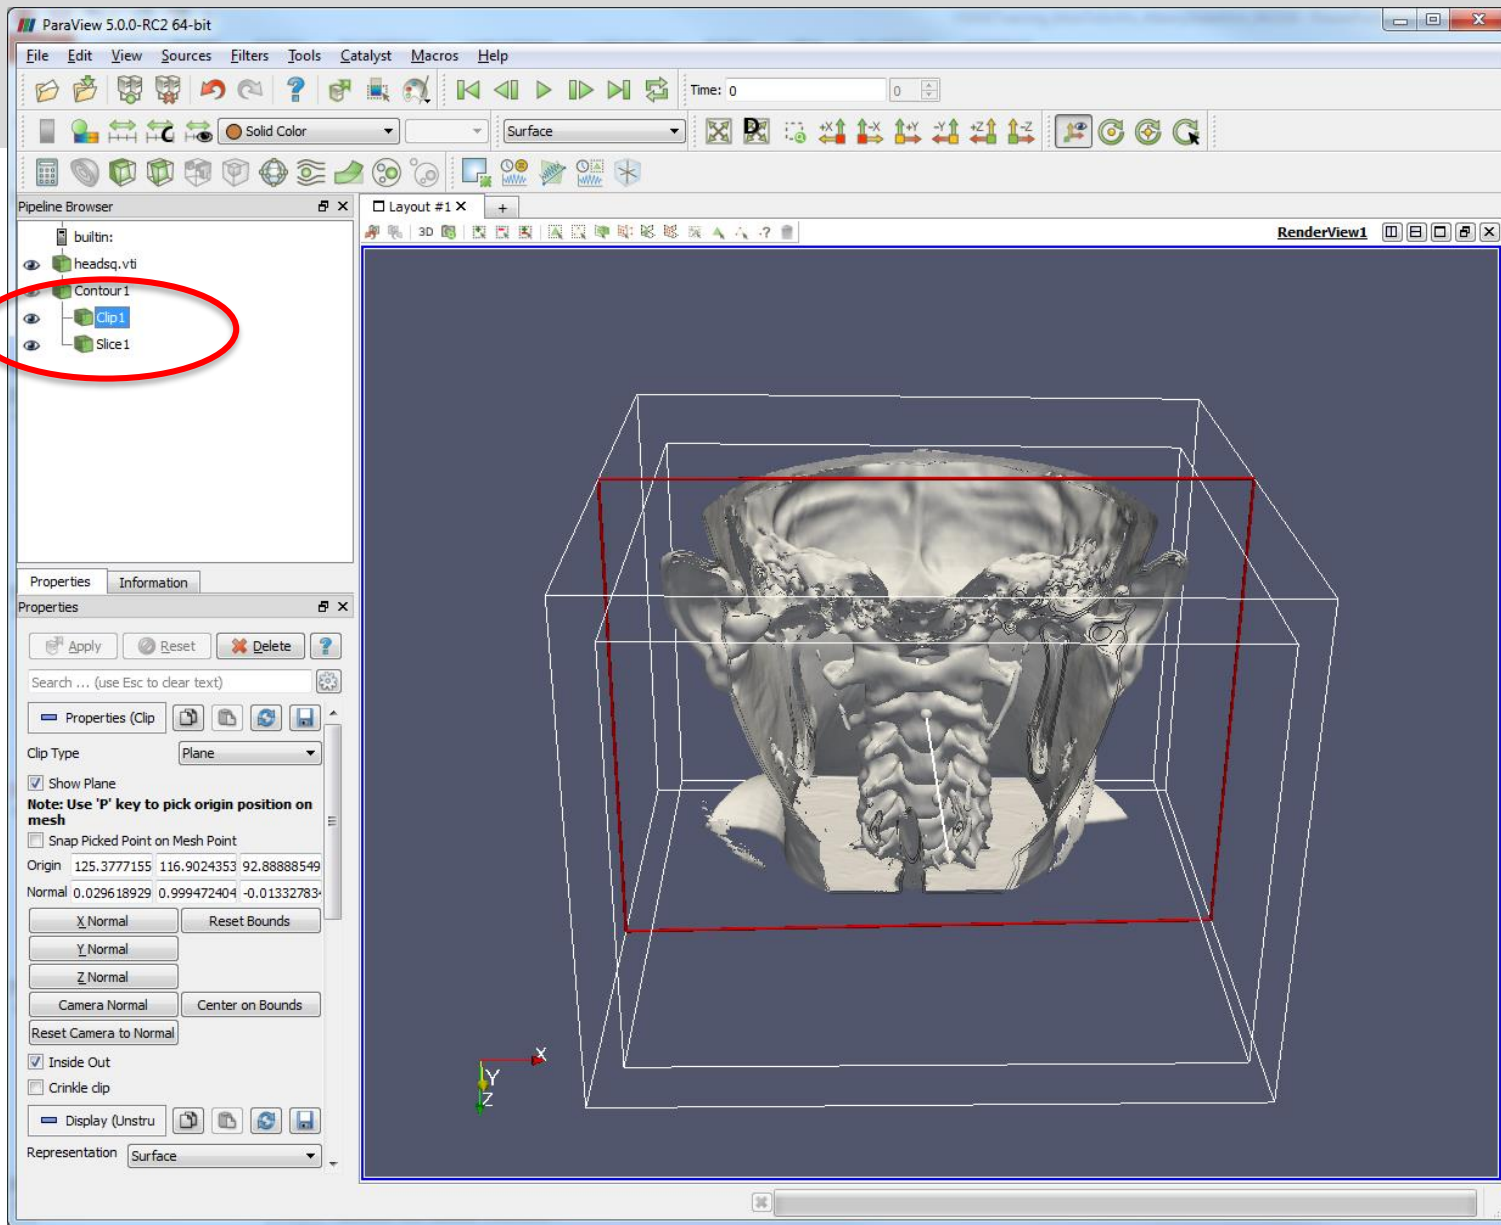 ParaView 5.0.0-RC2 64-bit
File Edit View Sources Filters Tools Catalyst Macros Help
Time: 0 0
Solid Color Surface
+X -X +Y -Y +Z -Z
Pipeline Browser
Layout #1 +
3D RenderView1
builtin:
headsq.vti
Contour1
Clip1
Slice1
Properties Information
Properties
Apply Reset Delete ?
Search ... (use Esc to clear text)
Properties (Clip
Clip Type Plane
Show Plane
Note: Use 'P' key to pick origin position on
mesh
Snap Picked Point on Mesh Point
Origin 125.3777155 116.9024353 92.88888549
Normal 0.029618929 0.999472404 -0.01332783
X Normal Reset Bounds
Y Normal
Z Normal
Camera Normal Center on Bounds
Reset Camera to Normal
Inside Out
Crinkle clip
Display (Unstru
Representation Surface
X
Y
Z